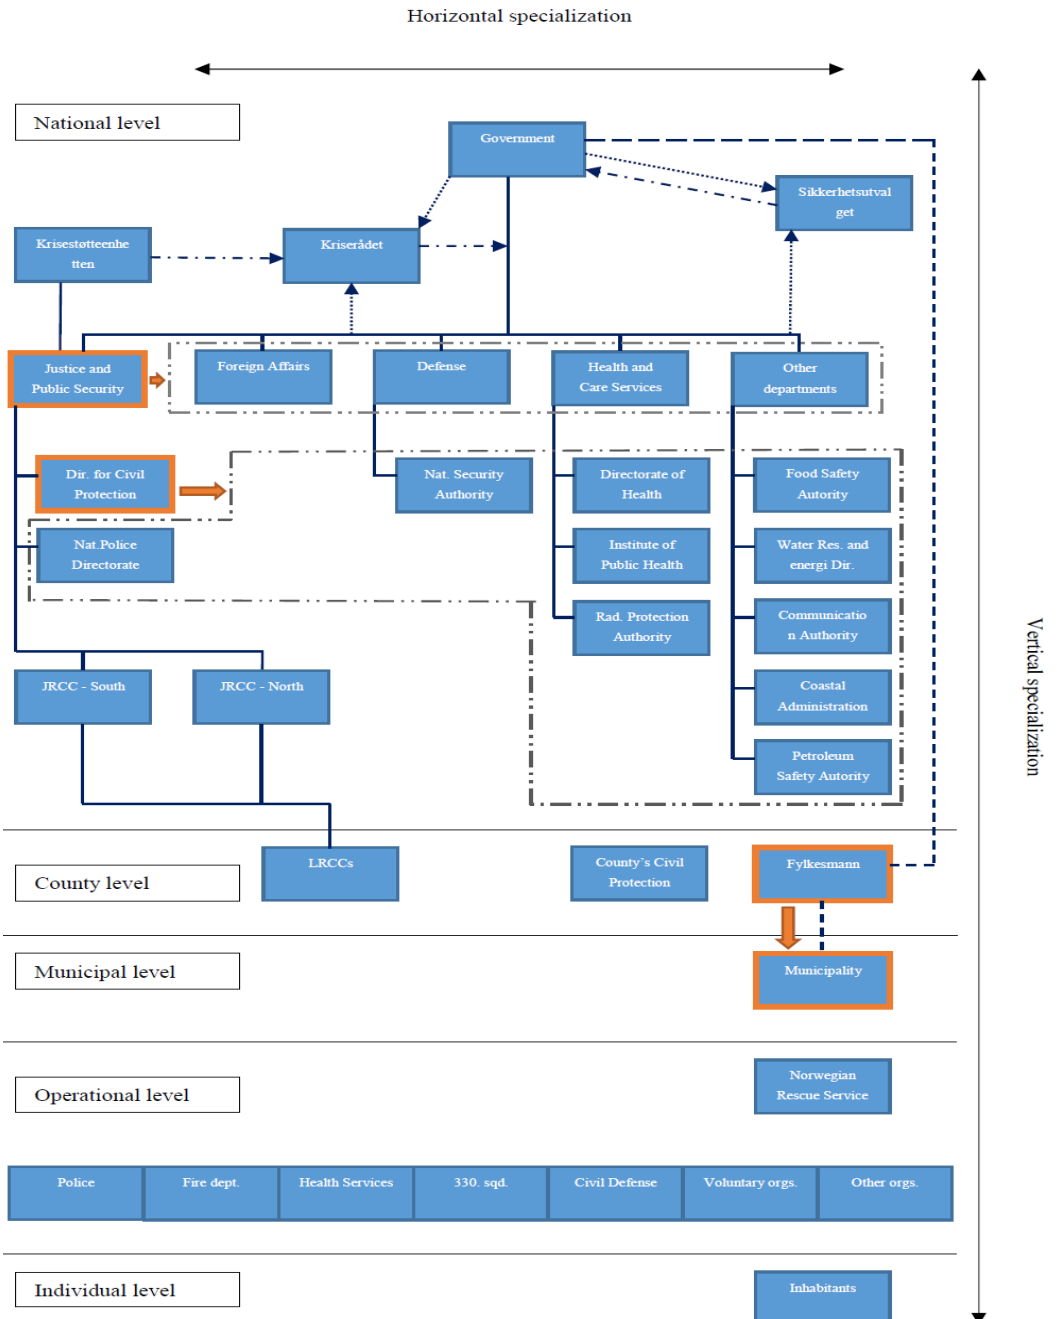 Horizontal specialization
National level
Government
Sikkerhetsutval
get
Krisestøtteenhe
tten
Kriserådet
Justice and
Public Security
Foreign Affairs
Defense
Health and
Care Services
Other
departments
Dir. for Civil
Protection
Nat. Security
Authority
Directorate of
Health
Food Safety
Autority
Nat.Police
Directorate
Institute of
Public Health
Water Res. and
energi Dir.
Rad. Protection
Authority
Communicatio
n Authority
JRCC - South
JRCC - North
Coastal
Administration
Petroleum
Safety Autority
Vertical specialization
County level
LRCCs
County's Civil
Protection
Fylkesmann
Municipal level
Municipality
Operational level
Norwegian
Rescue Service
Police
Fire dept.
Health Services
330. sqd.
Civil Defense
Voluntary orgs.
Other orgs.
Individual level
Inhabitants